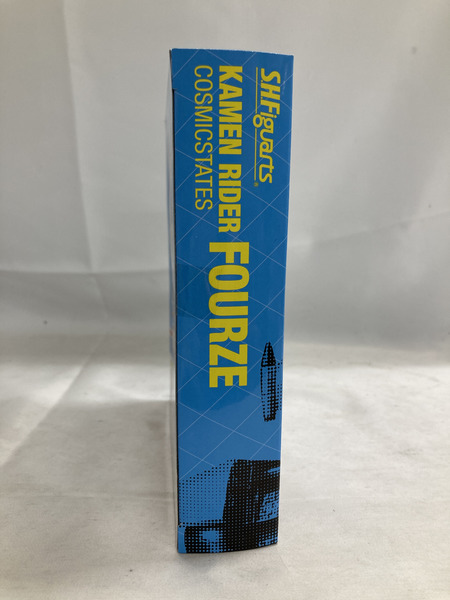 S.H.Figuarts®
KAMEN RIDER FOURZE
COSMICSTATES